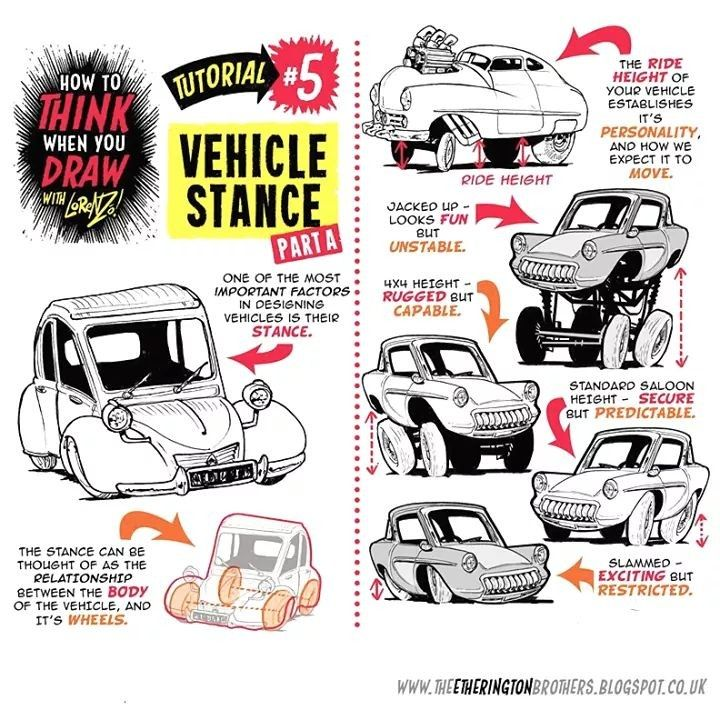 HOW TO
THINK
WHEN YOU
DRAW
WITH LORENZO!
TUTORIAL #5
VEHICLE
STANCE
PART A
ONE OF THE MOST
IMPORTANT FACTORS
IN DESIGNING
VEHICLES IS THEIR
STANCE.
THE STANCE CAN BE
THOUGHT OF AS THE
RELATIONSHIP
BETWEEN THE BODY
OF THE VEHICLE, AND
IT'S WHEELS.
THE RIDE
HEIGHT OF
YOUR VEHICLE
ESTABLISHES
IT'S
PERSONALITY,
AND HOW WE
EXPECT IT TO
MOVE.
RIDE HEIGHT
JACKED UP -
LOOKS FUN
BUT
UNSTABLE.
4X4 HEIGHT -
RUGGED BUT
CAPABLE.
STANDARD SALOON
HEIGHT - SECURE
BUT PREDICTABLE.
SLAMMED -
EXCITING BUT
RESTRICTED.
WWW.THEETHERINGTONBROTHERS.BLOGSPOT.CO.UK